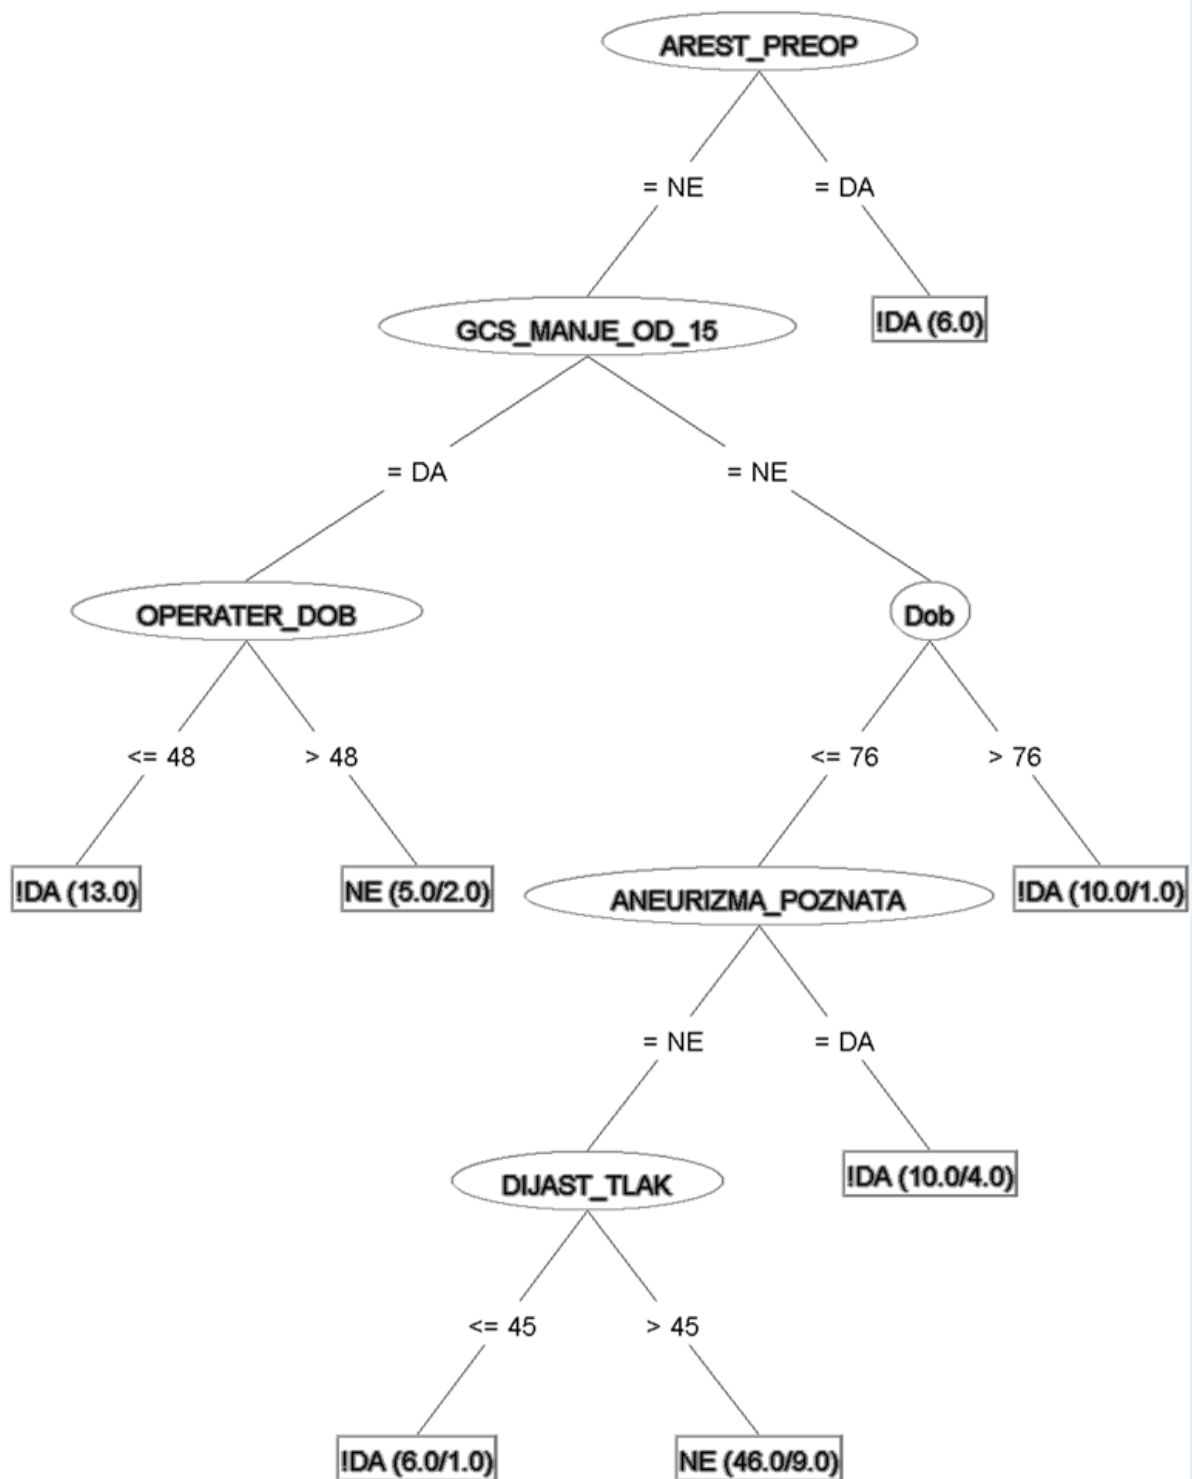 AREST_PREOP
= NE
= DA
GCS_MANJE_OD_15
!DA (6.0)
= DA
= NE
OPERATER_DOB
Dob
<= 48
> 48
<= 76
> 76
!DA (13.0)
NE (5.0/2.0)
ANEURIZMA_POZNATA
!DA (10.0/1.0)
= NE
= DA
DIJAST_TLAK
!DA (10.0/4.0)
<= 45
> 45
!DA (6.0/1.0)
NE (46.0/9.0)